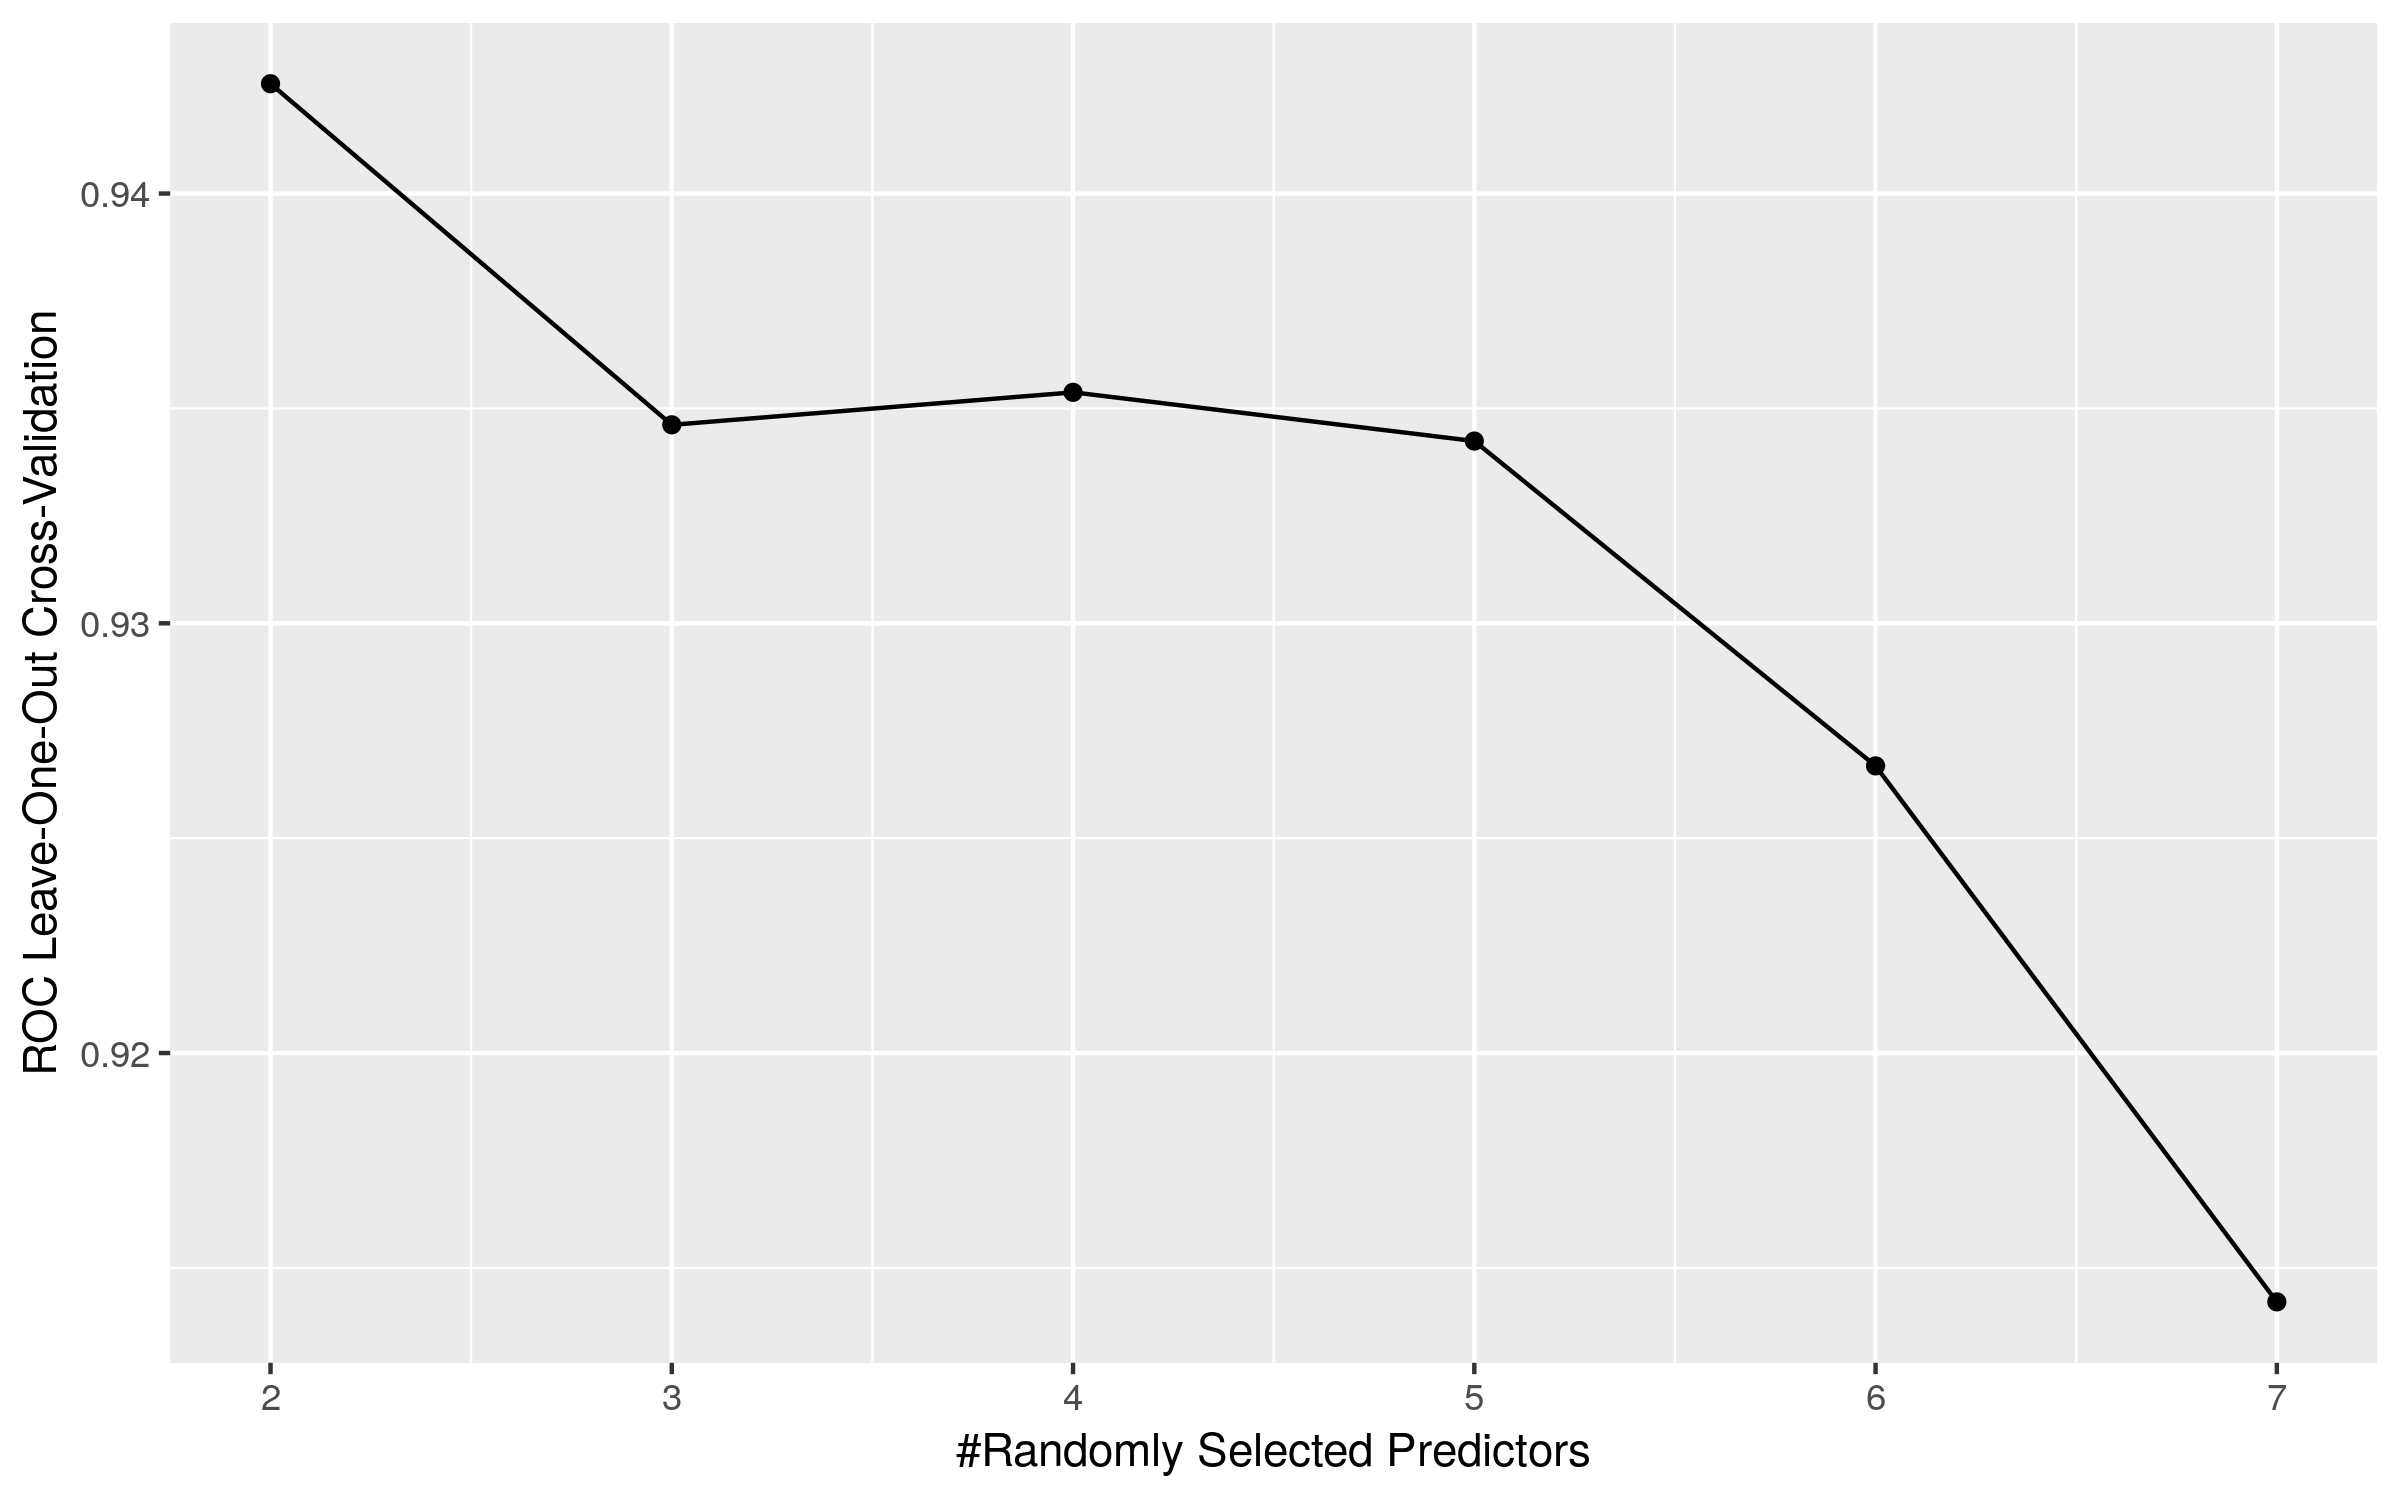 ROC Leave-One-Out Cross-Validation
0.94
0.93
0.92
2 3 4 5 6 7
#Randomly Selected Predictors